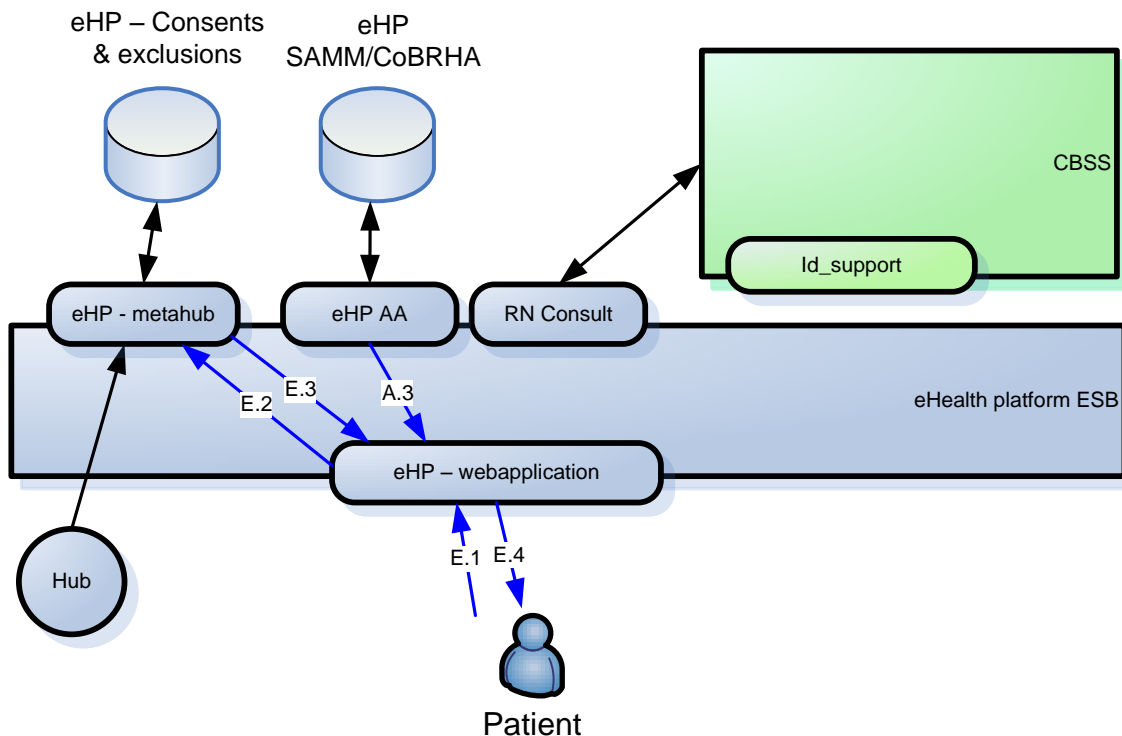 eHP – Consents
& exclusions
eHP
SAMM/CoBRHA
CBSS
Id_support
eHP - metahub
eHP AA
RN Consult
eHealth platform ESB
E.2
E.3
A.3
eHP – webapplication
E.1
E.4
Hub
Patient